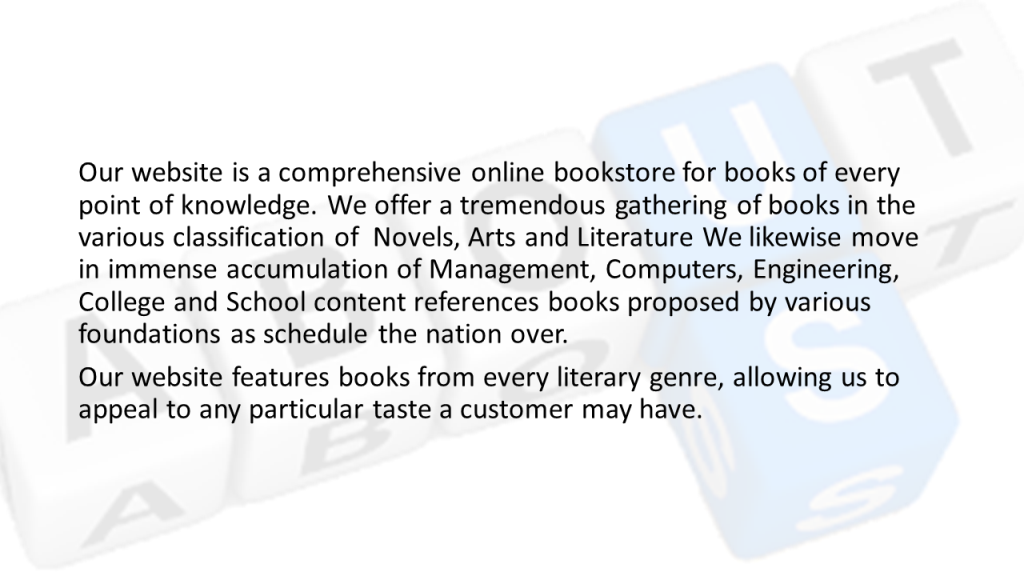 Our website is a comprehensive online bookstore for books of every
point of knowledge. We offer a tremendous gathering of books in the
various classification of  Novels, Arts and Literature We likewise move
in immense accumulation of Management, Computers, Engineering,
College and School content references books proposed by various
foundations as schedule the nation over.
Our website features books from every literary genre, allowing us to
appeal to any particular taste a customer may have.
ABOUT
US